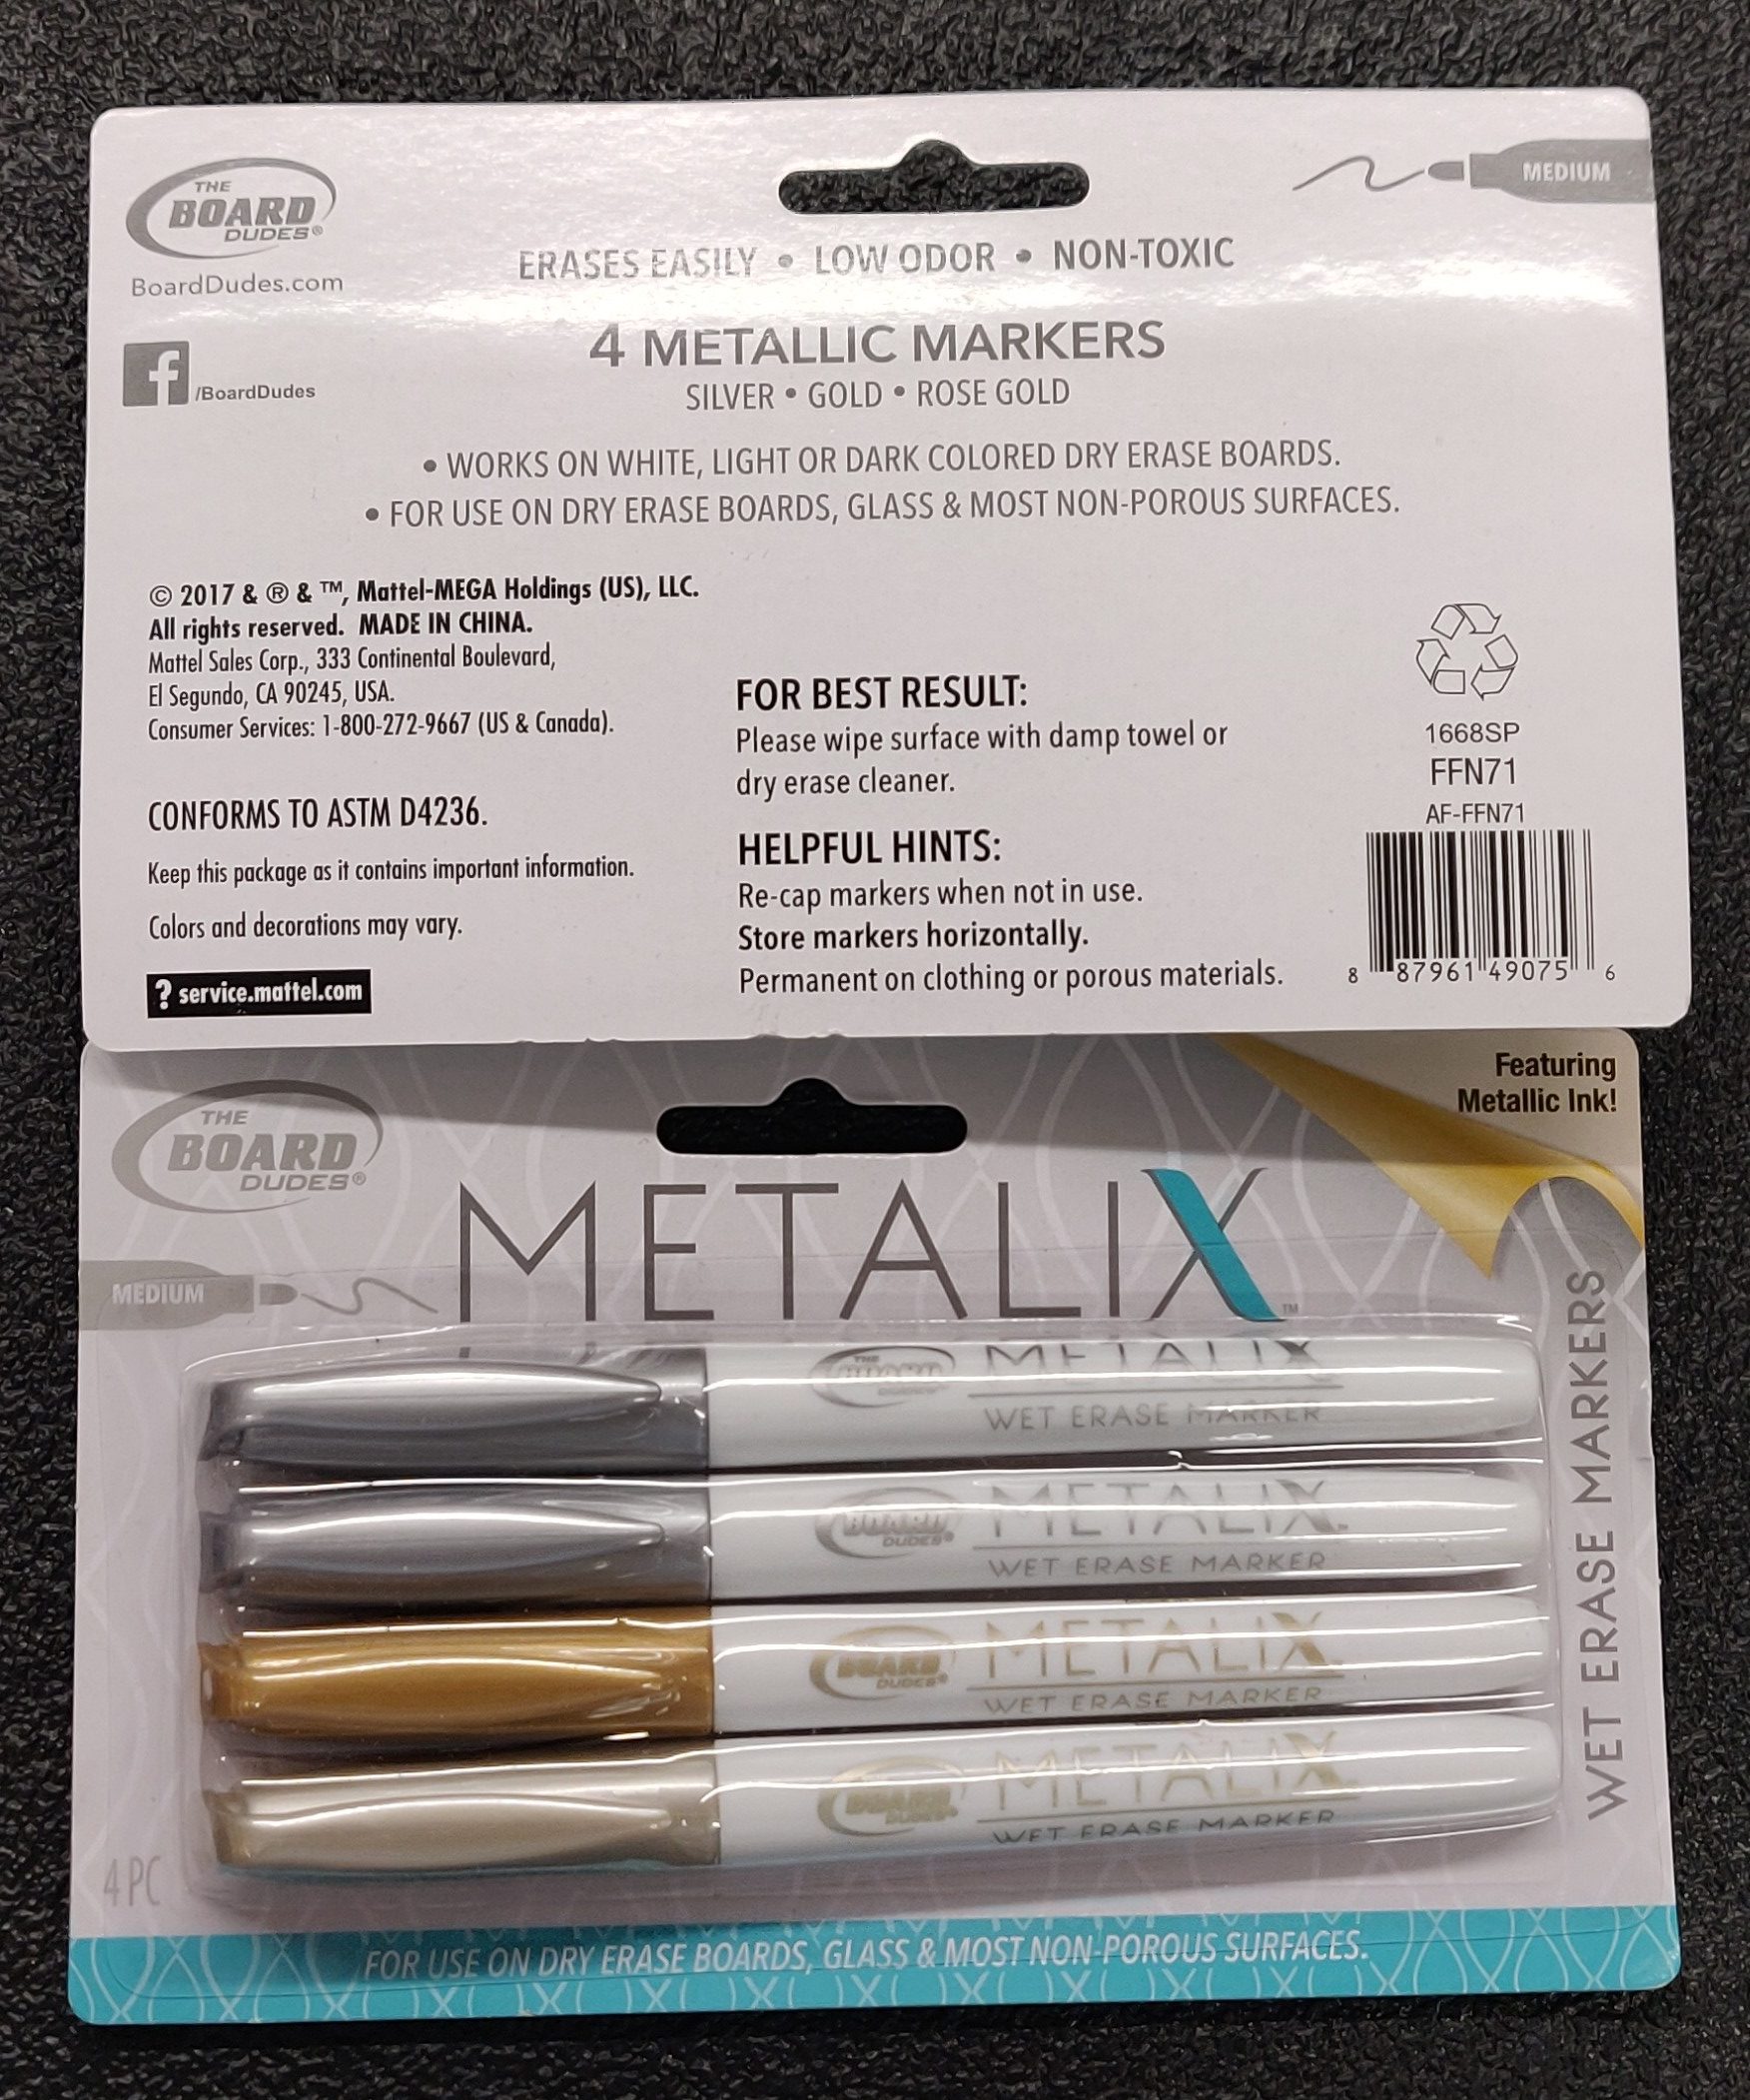 THE
BOARD
DUDES®
BoardDudes.com
MEDIUM
ERASES EASILY • LOW ODOR • NON-TOXIC
4 METALLIC MARKERS
SILVER • GOLD • ROSE GOLD
f /BoardDudes
• WORKS ON WHITE, LIGHT OR DARK COLORED DRY ERASE BOARDS.
• FOR USE ON DRY ERASE BOARDS, GLASS & MOST NON-POROUS SURFACES.
© 2017 & ® & ™, Mattel-MEGA Holdings (US), LLC.
All rights reserved. MADE IN CHINA.
Mattel Sales Corp., 333 Continental Boulevard,
El Segundo, CA 90245, USA.
Consumer Services: 1-800-272-9667 (US & Canada).
CONFORMS TO ASTM D4236.
Keep this package as it contains important information.
Colors and decorations may vary.
? service.mattel.com
FOR BEST RESULT:
Please wipe surface with damp towel or
dry erase cleaner.
HELPFUL HINTS:
Re-cap markers when not in use.
Store markers horizontally.
Permanent on clothing or porous materials.
1668SP
FFN71
AF-FFN71
8 87961 49075 6
Featuring
Metallic Ink!
THE
BOARD
DUDES®
METALIX™
MEDIUM
WET ERASE MARKERS
THE
BOARD
DUDES
METALIX
WET ERASE MARKER
BOARD
DUDES®
METALIX
WET ERASE MARKER
BOARD
DUDES®
METALIX
WET ERASE MARKER
BOARD
DUDES®
METALIX
WET ERASE MARKER
4 PC
FOR USE ON DRY ERASE BOARDS, GLASS & MOST NON-POROUS SURFACES.